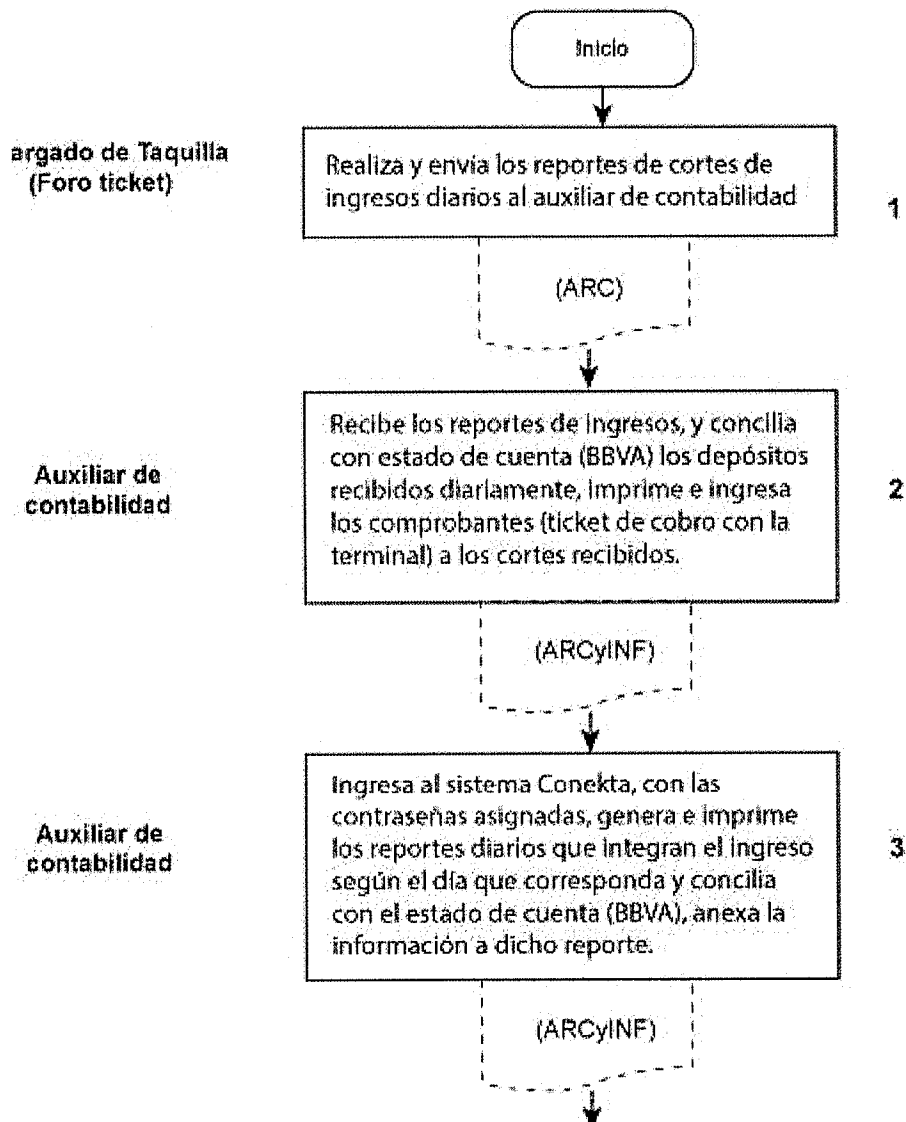 Inicio
argado de Taquilla
(Foro ticket)
Realiza y envía los reportes de cortes de
ingresos diarios al auxiliar de contabilidad
1
(ARC)
Auxiliar de
contabilidad
Recibe los reportes de ingresos, y concilia
con estado de cuenta (BBVA) los depósitos
recibidos diariamente, imprime e ingresa
los comprobantes (ticket de cobro con la
terminal) a los cortes recibidos.
2
(ARCyINF)
Auxiliar de
contabilidad
Ingresa al sistema Conekta, con las
contraseñas asignadas, genera e imprime
los reportes diarios que integran el ingreso
según el día que corresponda y concilia
con el estado de cuenta (BBVA), anexa la
información a dicho reporte.
3
(ARCyINF)